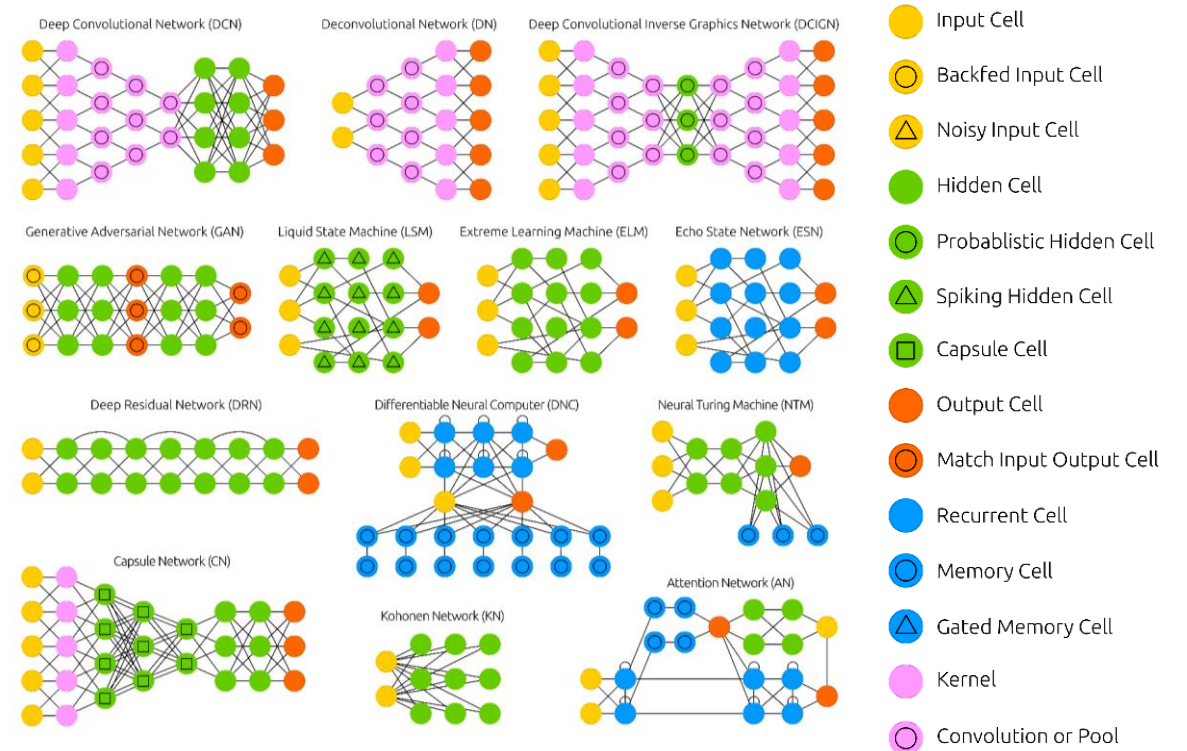 Deep Convolutional Network (DCN)
Deconvolutional Network (DN)
Deep Convolutional Inverse Graphics Network (DCIGN)
Generative Adversarial Network (GAN)
Liquid State Machine (LSM)
Extreme Learning Machine (ELM)
Echo State Network (ESN)
Deep Residual Network (DRN)
Differentiable Neural Computer (DNC)
Neural Turing Machine (NTM)
Capsule Network (CN)
Kohonen Network (KN)
Attention Network (AN)
Input Cell
Backfed Input Cell
Noisy Input Cell
Hidden Cell
Probablistic Hidden Cell
Spiking Hidden Cell
Capsule Cell
Output Cell
Match Input Output Cell
Recurrent Cell
Memory Cell
Gated Memory Cell
Kernel
Convolution or Pool